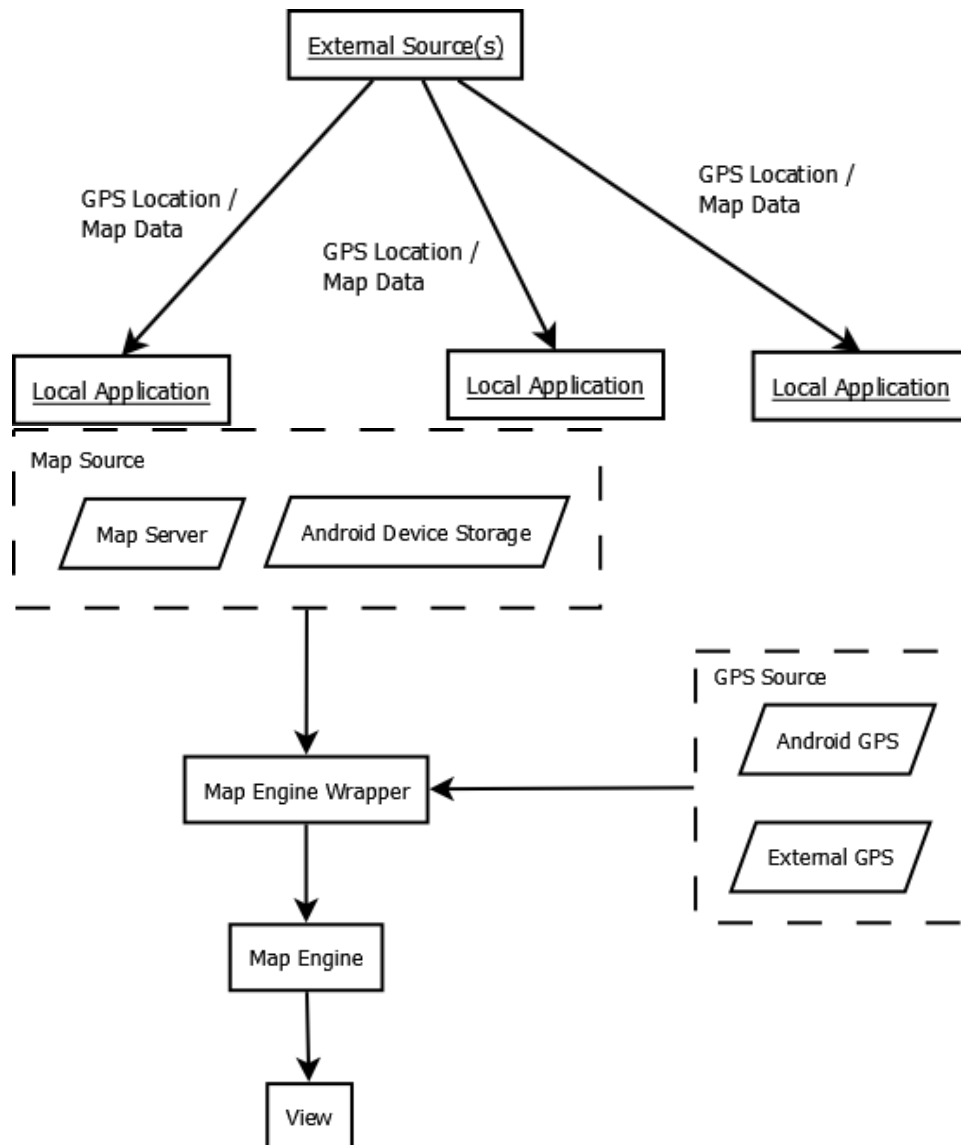 External Source(s)
GPS Location /
Map Data
GPS Location /
Map Data
GPS Location /
Map Data
Local Application
Local Application
Local Application
Map Source
Map Server
Android Device Storage
GPS Source
Android GPS
Map Engine Wrapper
External GPS
Map Engine
View